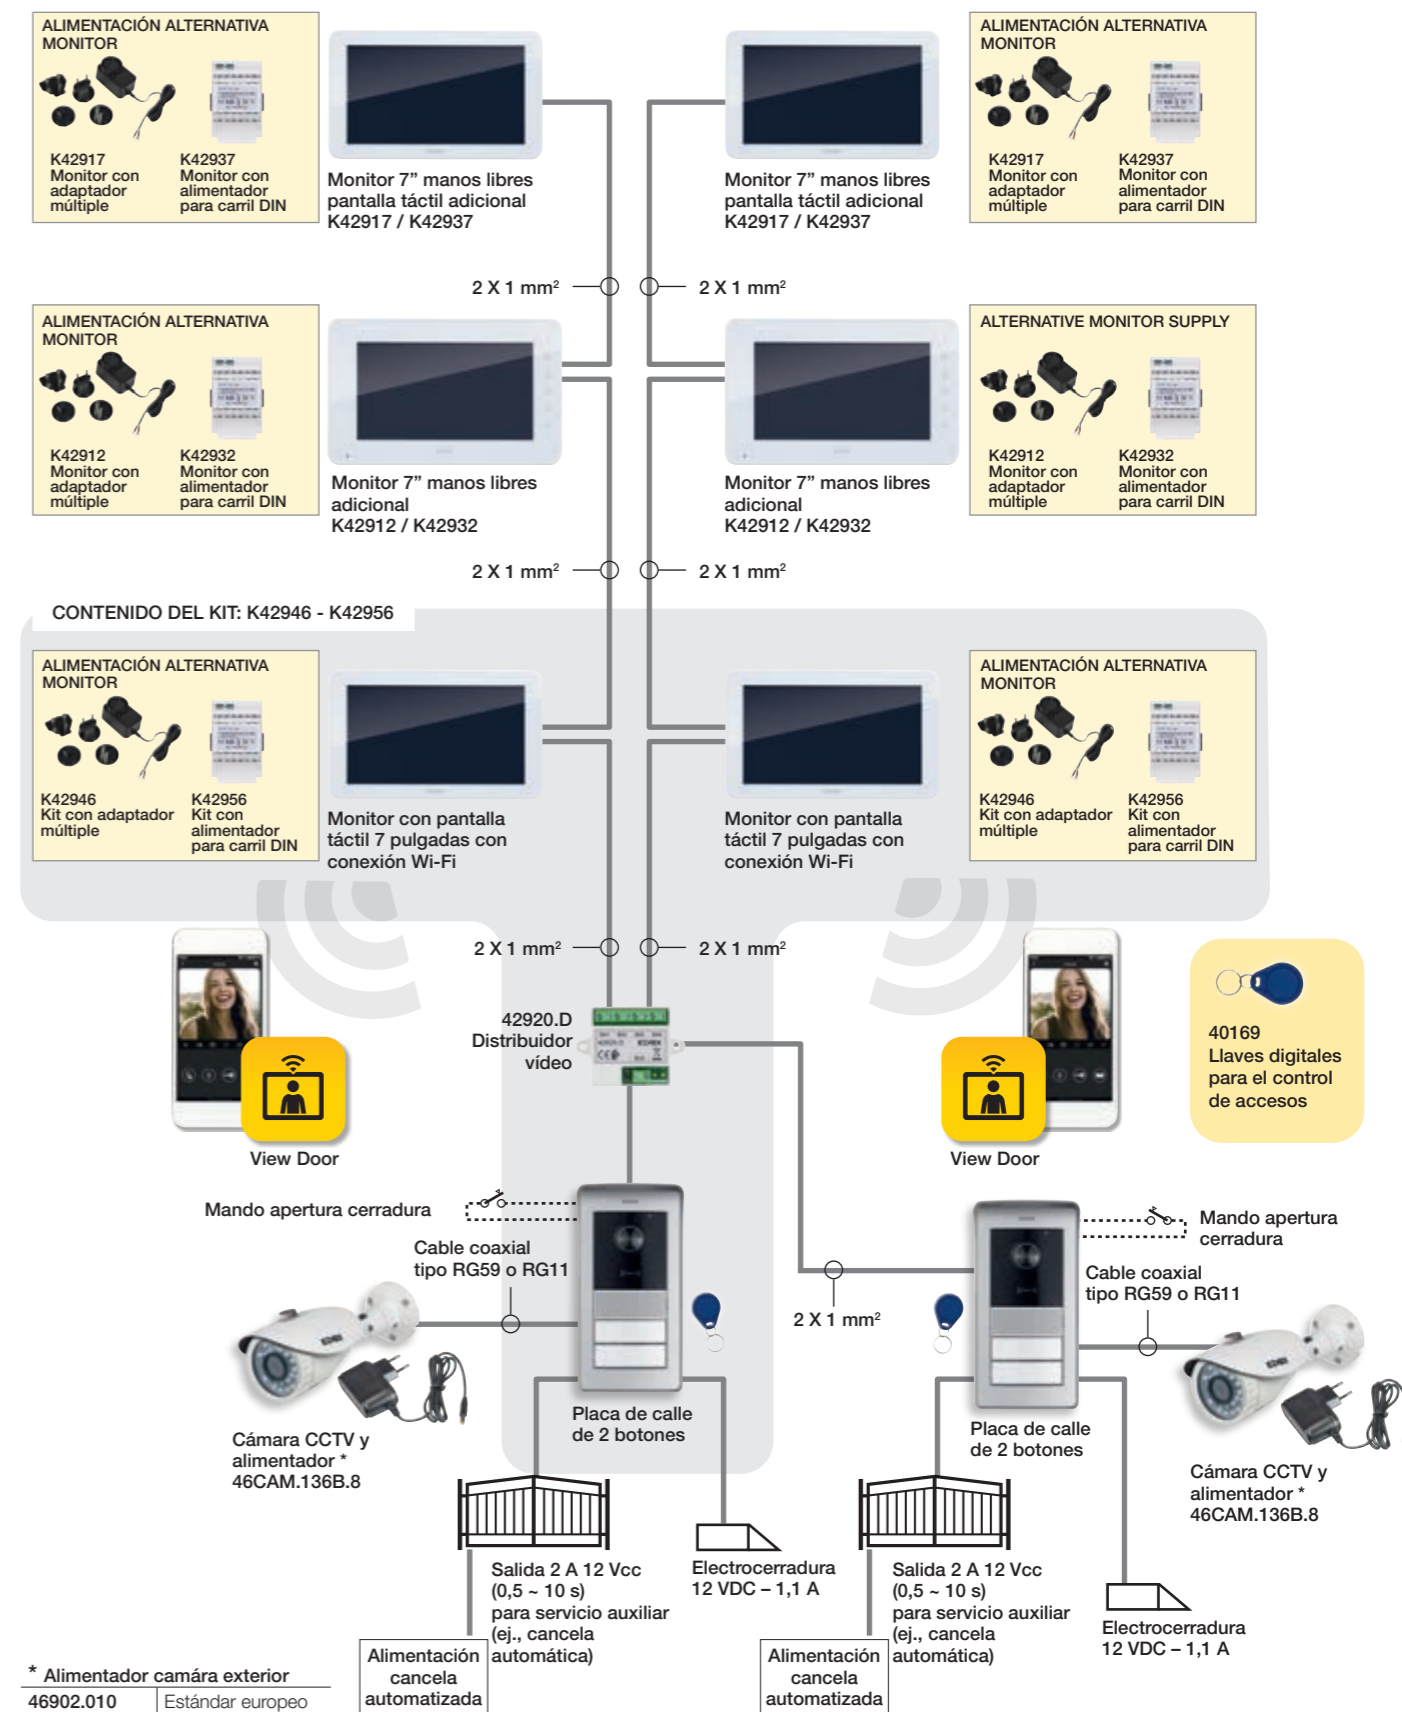 ALIMENTACIÓN ALTERNATIVA
MONITOR
K42917
Monitor con
adaptador
múltiple
K42937
Monitor con
alimentador
para carril DIN
Monitor 7” manos libres
pantalla táctil adicional
K42917 / K42937
Monitor 7” manos libres
pantalla táctil adicional
K42917 / K42937
ALIMENTACIÓN ALTERNATIVA
MONITOR
K42917
Monitor con
adaptador
múltiple
K42937
Monitor con
alimentador
para carril DIN
2 X 1 mm²
2 X 1 mm²
ALIMENTACIÓN ALTERNATIVA
MONITOR
K42912
Monitor con
adaptador
múltiple
K42932
Monitor con
alimentador
para carril DIN
Monitor 7” manos libres
adicional
K42912 / K42932
Monitor 7” manos libres
adicional
K42912 / K42932
ALTERNATIVE MONITOR SUPPLY
K42912
Monitor con
adaptador
múltiple
K42932
Monitor con
alimentador
para carril DIN
2 X 1 mm²
2 X 1 mm²
CONTENIDO DEL KIT: K42946 - K42956
ALIMENTACIÓN ALTERNATIVA
MONITOR
K42946
Kit con adaptador
múltiple
K42956
Kit con
alimentador
para carril DIN
Monitor con pantalla
táctil 7 pulgadas con
conexión Wi-Fi
Monitor con pantalla
táctil 7 pulgadas con
conexión Wi-Fi
ALIMENTACIÓN ALTERNATIVA
MONITOR
K42946
Kit con adaptador
múltiple
K42956
Kit con
alimentador
para carril DIN
2 X 1 mm²
2 X 1 mm²
42920.D
Distribuidor
vídeo
40169
Llaves digitales
para el control
de accesos
View Door
View Door
Mando apertura cerradura
Mando apertura
cerradura
Cable coaxial
tipo RG59 o RG11
Cable coaxial
tipo RG59 o RG11
2 X 1 mm²
Placa de calle
de 2 botones
Placa de calle
de 2 botones
Cámara CCTV y
alimentador *
46CAM.136B.8
Cámara CCTV y
alimentador *
46CAM.136B.8
Salida 2 A 12 Vcc
(0,5 ~ 10 s)
para servicio auxiliar
(ej., cancela
automática)
Electrocerradura
12 VDC – 1,1 A
Salida 2 A 12 Vcc
(0,5 ~ 10 s)
para servicio auxiliar
(ej., cancela
automática)
Electrocerradura
12 VDC – 1,1 A
Alimentación
cancela
automatizada
Alimentación
cancela
automatizada
* Alimentador camára exterior
46902.010 Estándar europeo